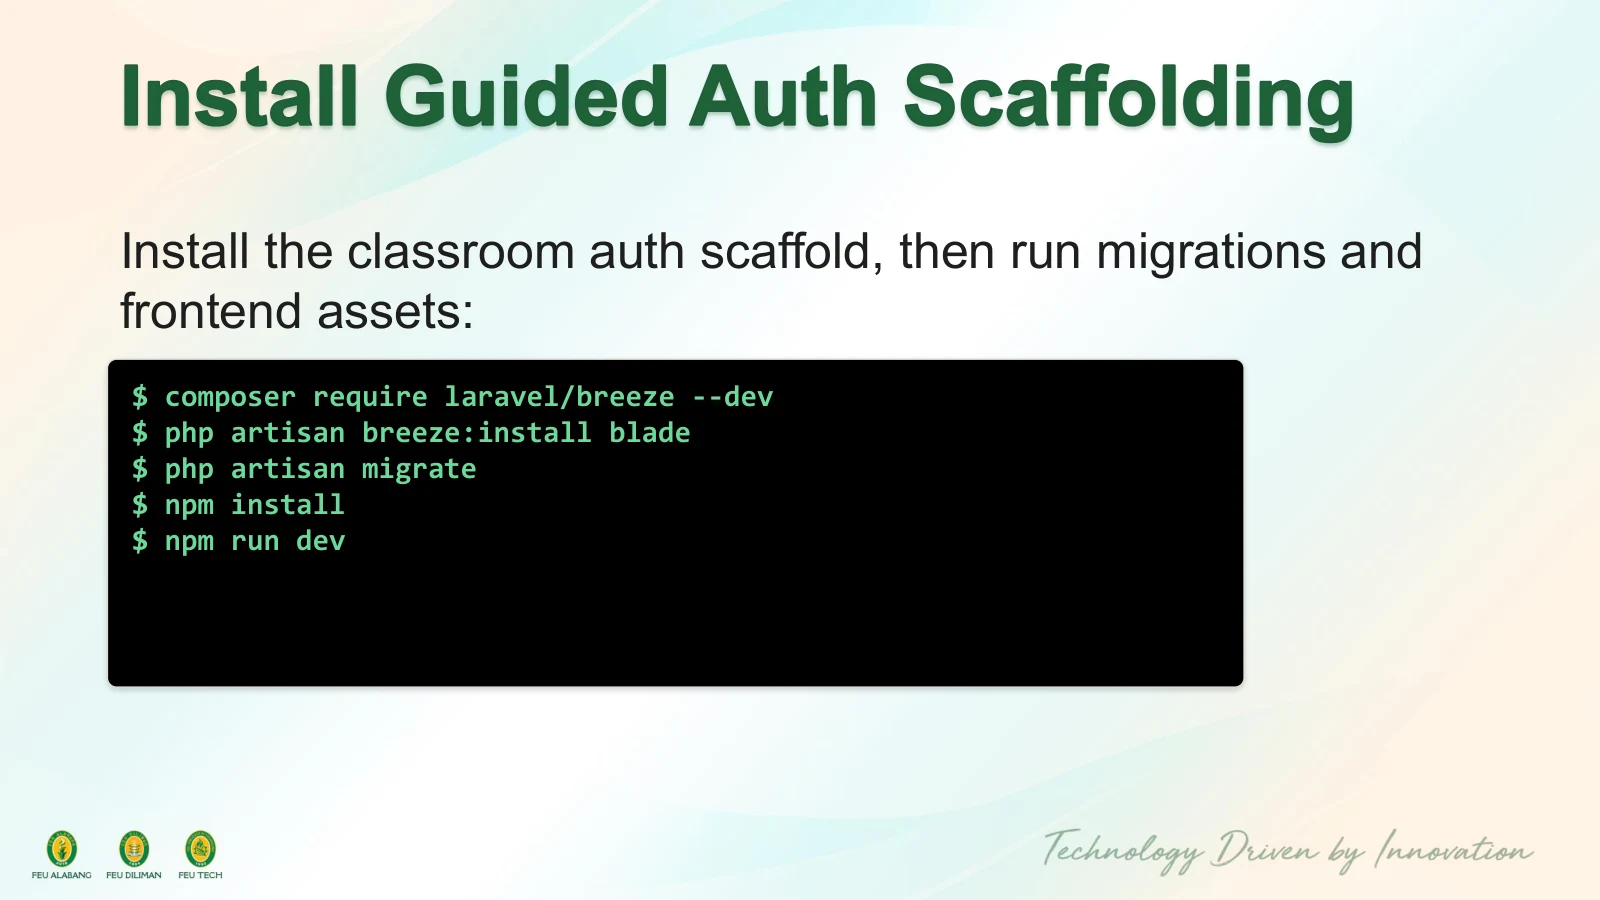 Install Guided Auth Scaffolding
Install the classroom auth scaffold, then run migrations and
frontend assets:
$ composer require laravel/breeze --dev
$ php artisan breeze:install blade
$ php artisan migrate
$ npm install
$ npm run dev
FEU ALABANG FEU DILIMAN FEU TECH
Technology Driven by Innovation